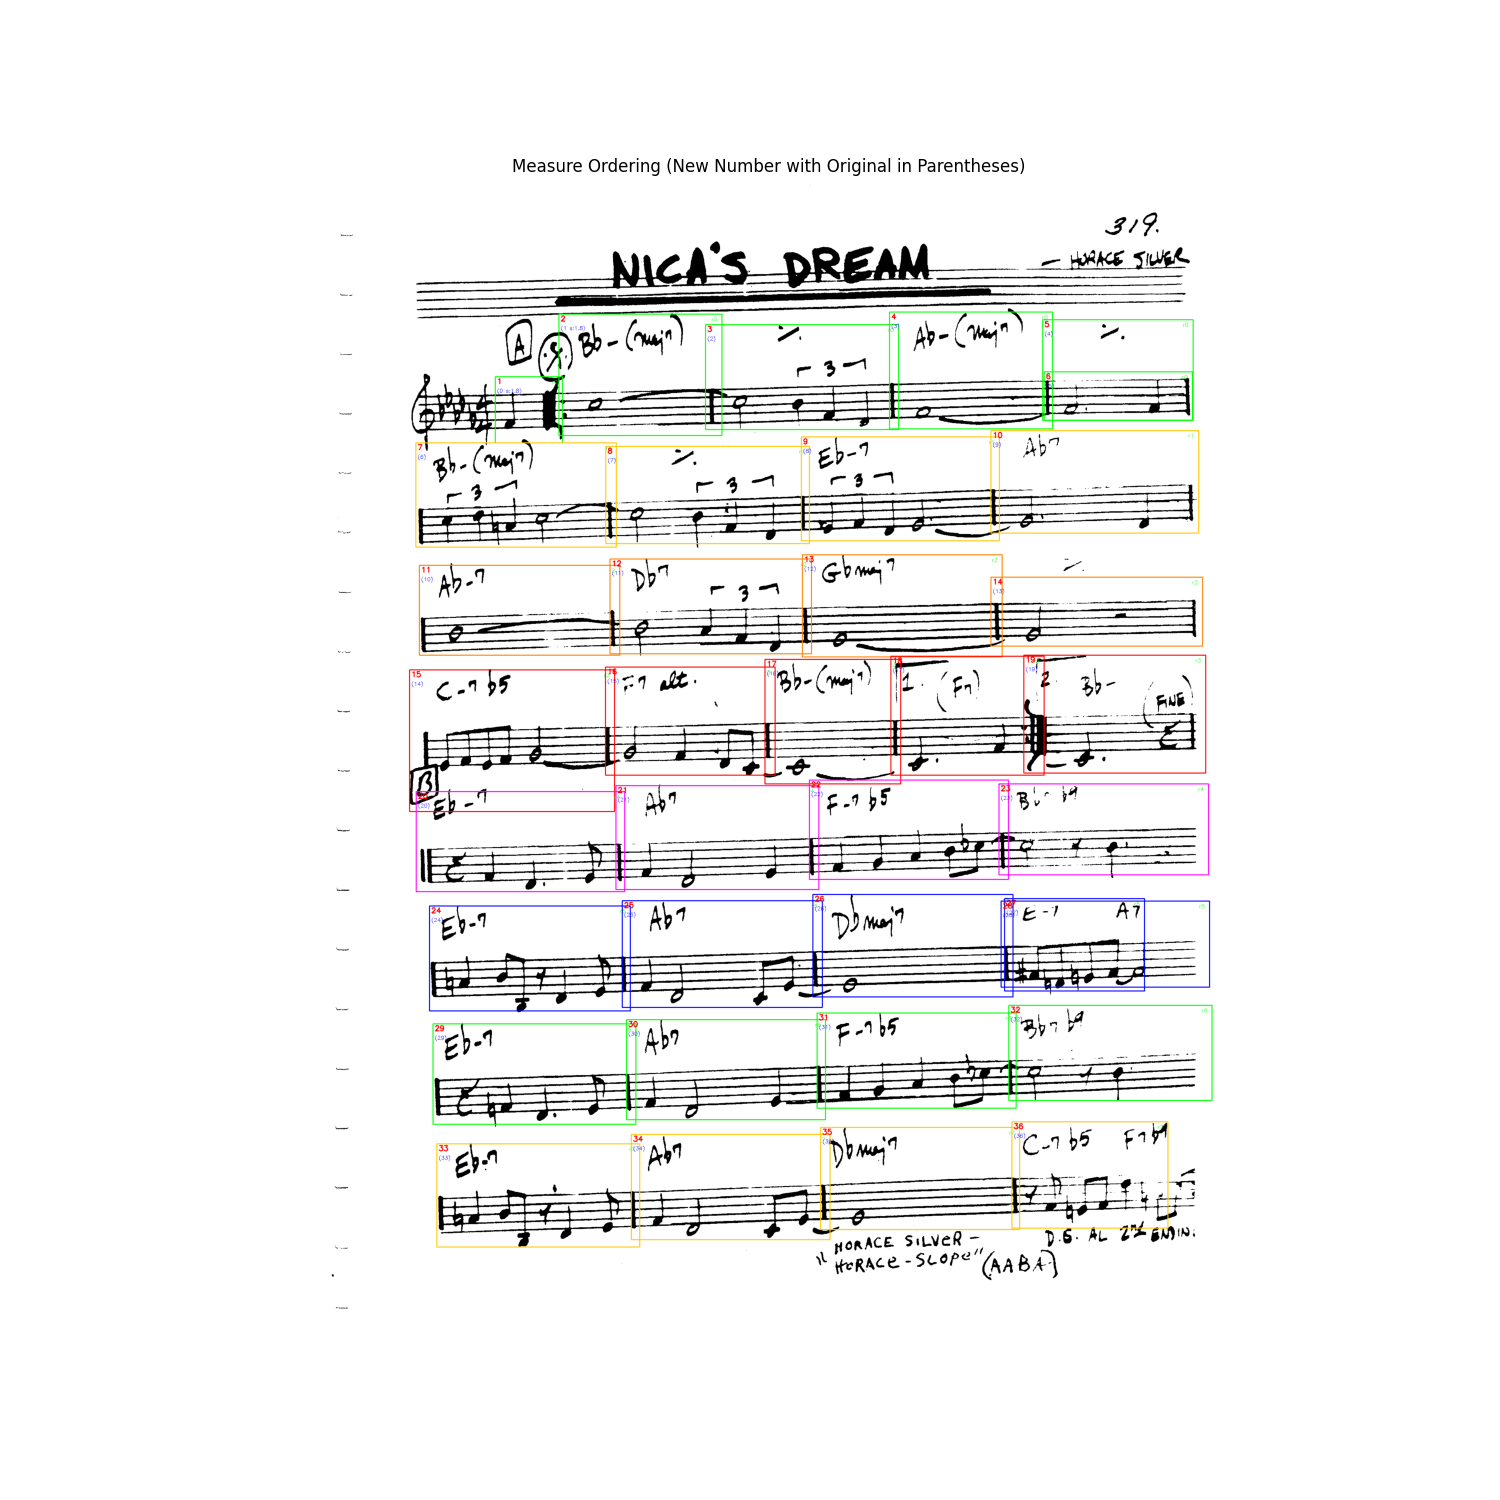 Measure Ordering (New Number with Original in Parentheses)
319.
NICA'S DREAM
— HORACE SILVER
A
Bb-(maj7) Ab-(maj7)
3
Bb-(maj7) Eb-7 Ab7
3 3 3
Ab-7 Db7 Gbmaj7
3
C-7b5 F7 alt. Bb-(maj7) 1. (F7) 2. Bb- (FINE)
B
Eb-7 Ab7 F-7b5 Bb7b9
Eb-7 Ab7 Dbmaj7 E-7 A7
Eb-7 Ab7 F-7b5 Bb7b9
Eb-7 Ab7 Dbmaj7 C-7b5 F7b9
D.S. AL 2nd ENDIN.
HORACE SILVER —
"HORACE-SLOPE" (AABA)